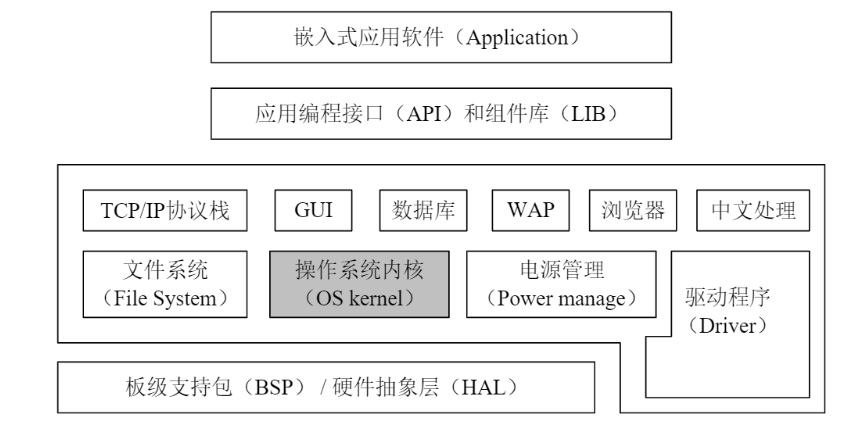 嵌入式应用软件（Application）
应用编程接口（API）和组件库（LIB）
TCP/IP协议栈
GUI
数据库
WAP
浏览器
中文处理
文件系统
（File System）
操作系统内核
（OS kernel）
电源管理
（Power manage）
驱动程序
（Driver）
板级支持包（BSP） / 硬件抽象层（HAL）